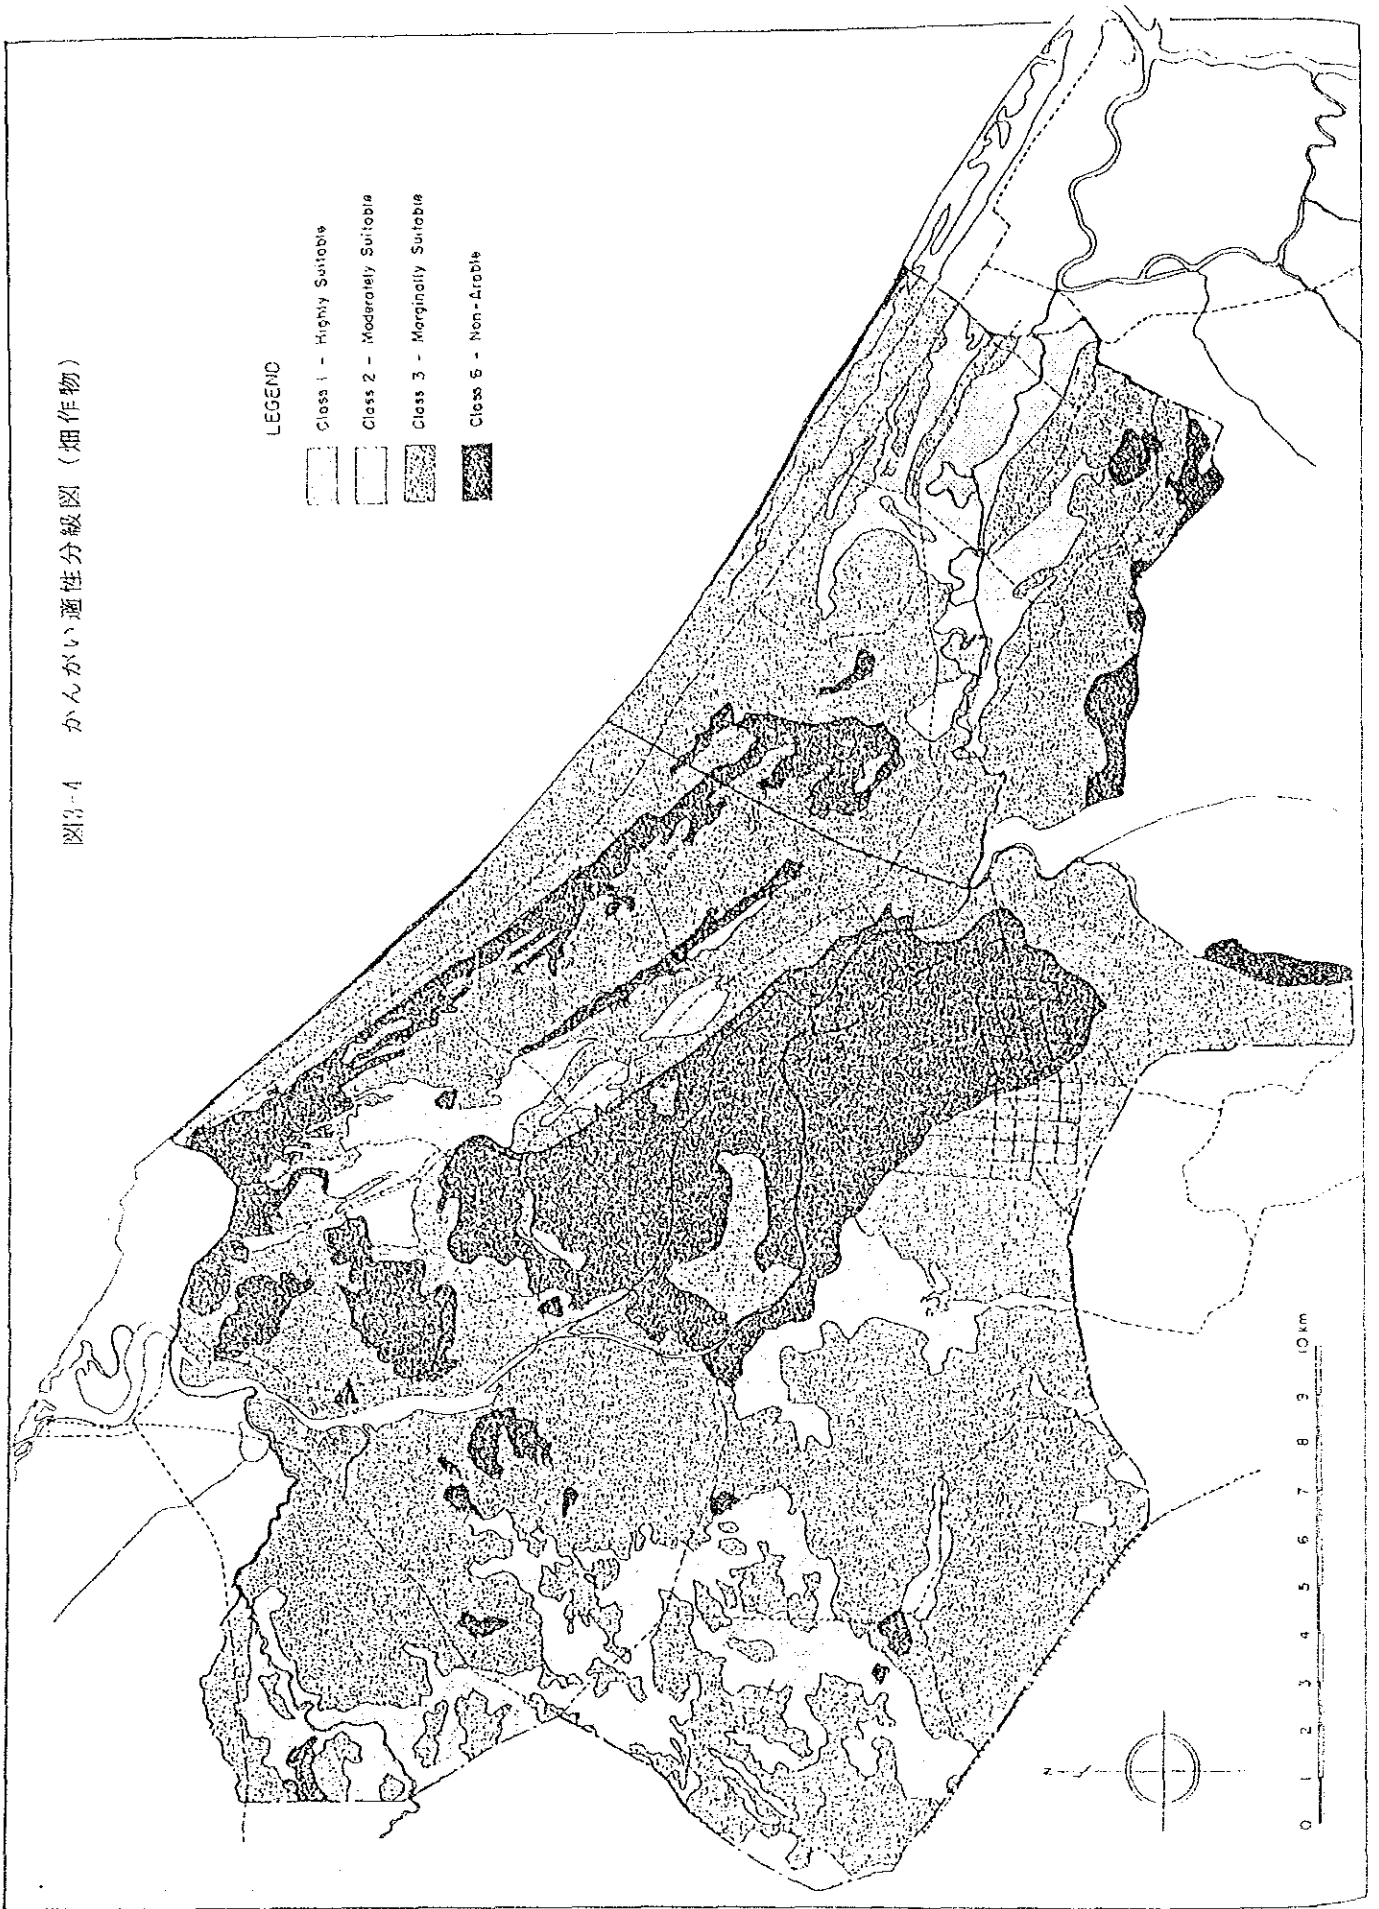 図3-4 かんがい適性分級図（畑作物）
LEGEND
Class 1 - Highly Suitable
Class 2 - Moderately Suitable
Class 3 - Marginally Suitable
Class 6 - Non-Arable
N
0 1 2 3 4 5 6 7 8 9 10 km